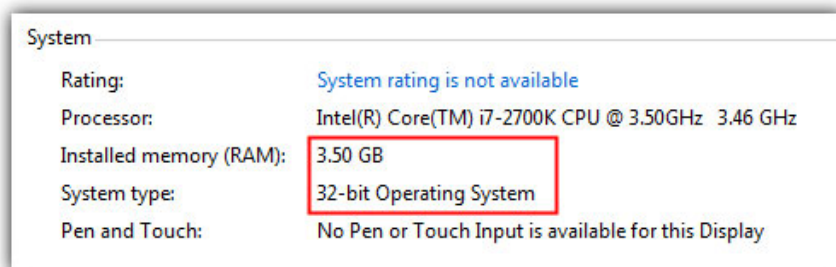 System
Rating: System rating is not available
Processor: Intel(R) Core(TM) i7-2700K CPU @ 3.50GHz 3.46 GHz
Installed memory (RAM): 3.50 GB
System type: 32-bit Operating System
Pen and Touch: No Pen or Touch Input is available for this Display